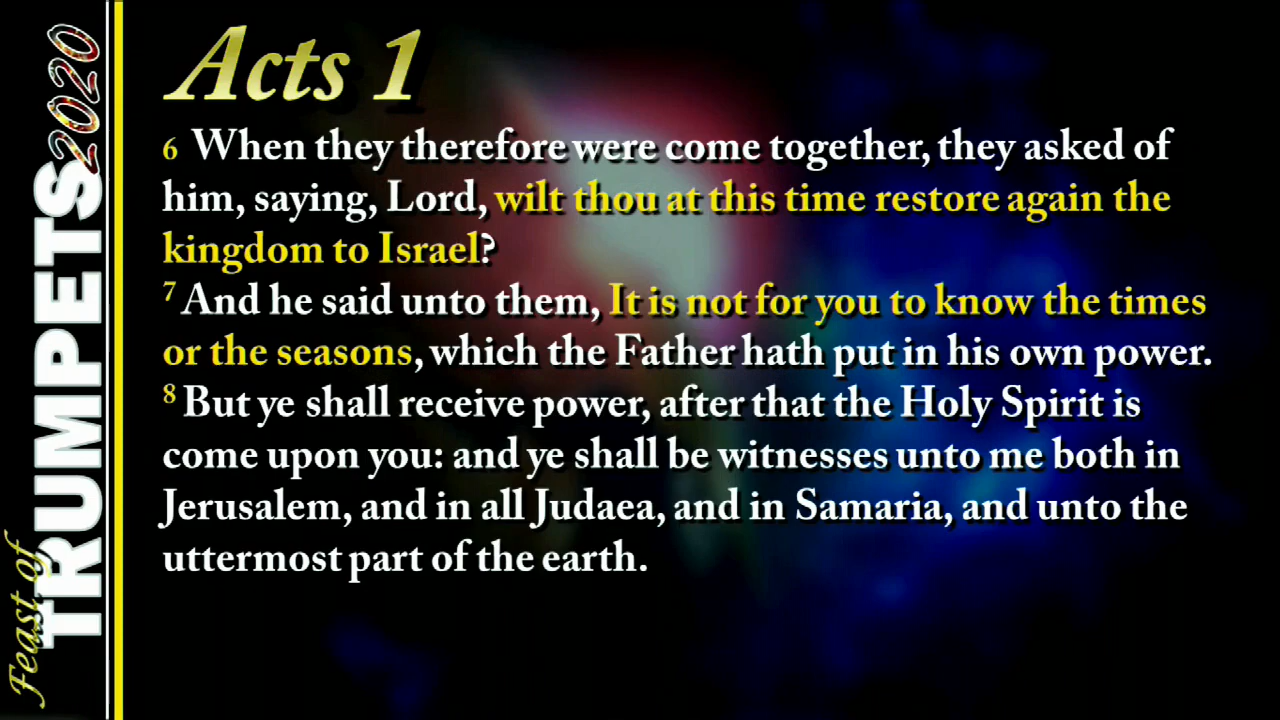 Feast of
TRUMPETS 2020
Acts 1
6 When they therefore were come together, they asked of
him, saying, Lord, wilt thou at this time restore again the
kingdom to Israel?
7 And he said unto them, It is not for you to know the times
or the seasons, which the Father hath put in his own power.
8 But ye shall receive power, after that the Holy Spirit is
come upon you: and ye shall be witnesses unto me both in
Jerusalem, and in all Judaea, and in Samaria, and unto the
uttermost part of the earth.